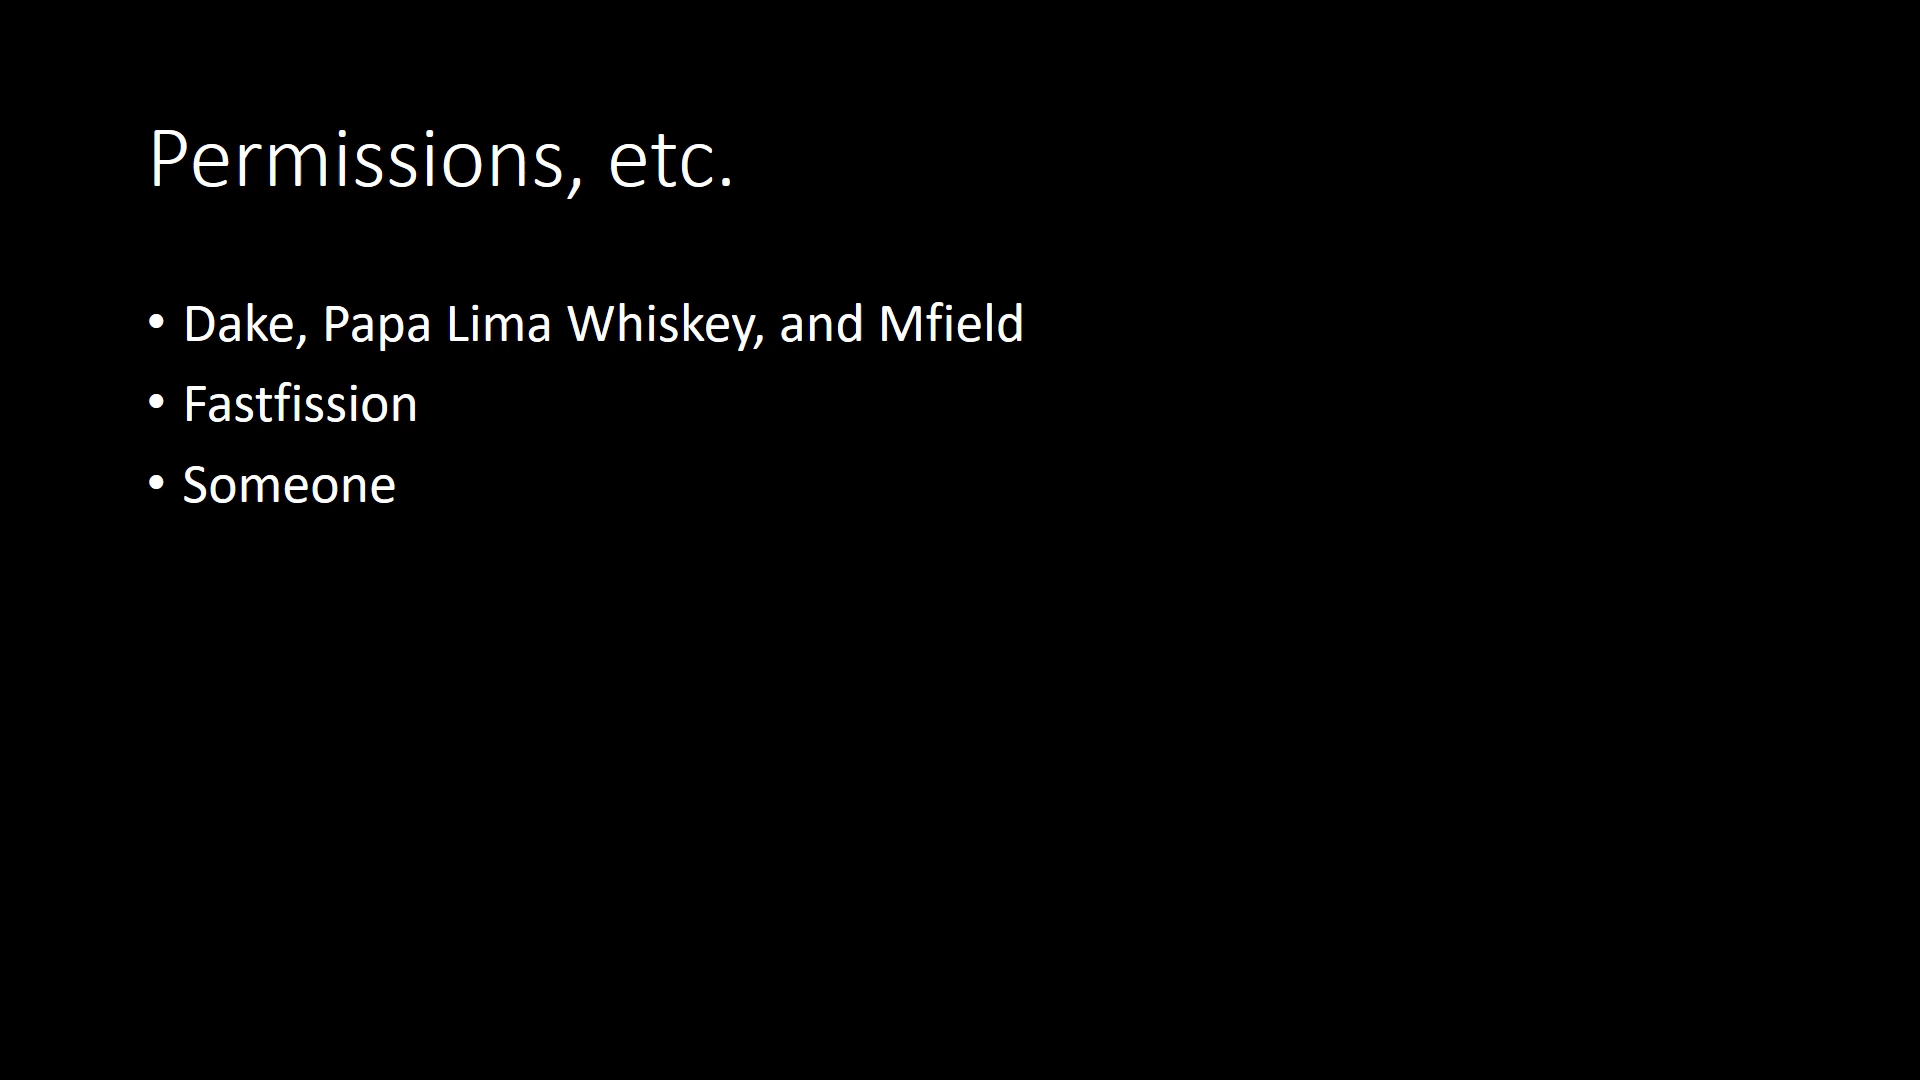 Permissions, etc.
• Dake, Papa Lima Whiskey, and Mfield
• Fastfission
• Someone